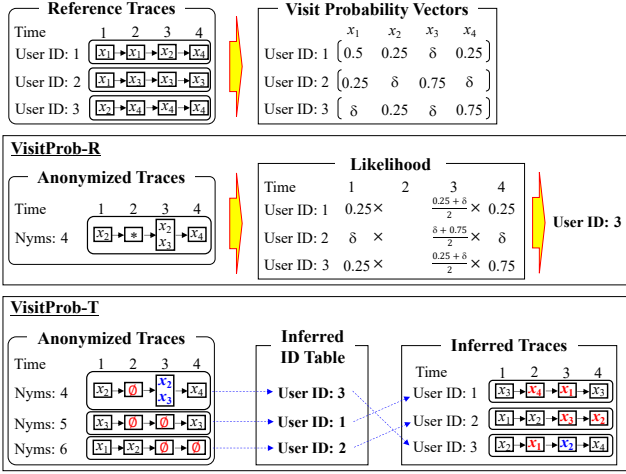 Reference Traces
Time 1 2 3 4
User ID: 1 x1 x1 x2 x4
User ID: 2 x1 x3 x3 x3
User ID: 3 x2 x4 x4 x4
Visit Probability Vectors
x1 x2 x3 x4
User ID: 1 0.5 0.25 δ 0.25
User ID: 2 0.25 δ 0.75 δ
User ID: 3 δ 0.25 δ 0.75
VisitProb-R
Anonymized Traces
Time 1 2 3 4
Nyms: 4 x2 * x2 x3 x4
Likelihood
Time 1 2 3 4
User ID: 1 0.25 × (0.25 + δ)/2 × 0.25
User ID: 2 δ × (δ + 0.75)/2 × δ
User ID: 3 0.25 × (0.25 + δ)/2 × 0.75
User ID: 3
VisitProb-T
Anonymized Traces
Time 1 2 3 4
Nyms: 4 x2 ∅ x2 x3 x4
Nyms: 5 x3 ∅ ∅ x3
Nyms: 6 x1 x2 ∅ ∅
Inferred
ID Table
User ID: 3
User ID: 1
User ID: 2
Inferred Traces
Time 1 2 3 4
User ID: 1 x3 x4 x1 x3
User ID: 2 x1 x2 x3 x2
User ID: 3 x2 x1 x2 x4